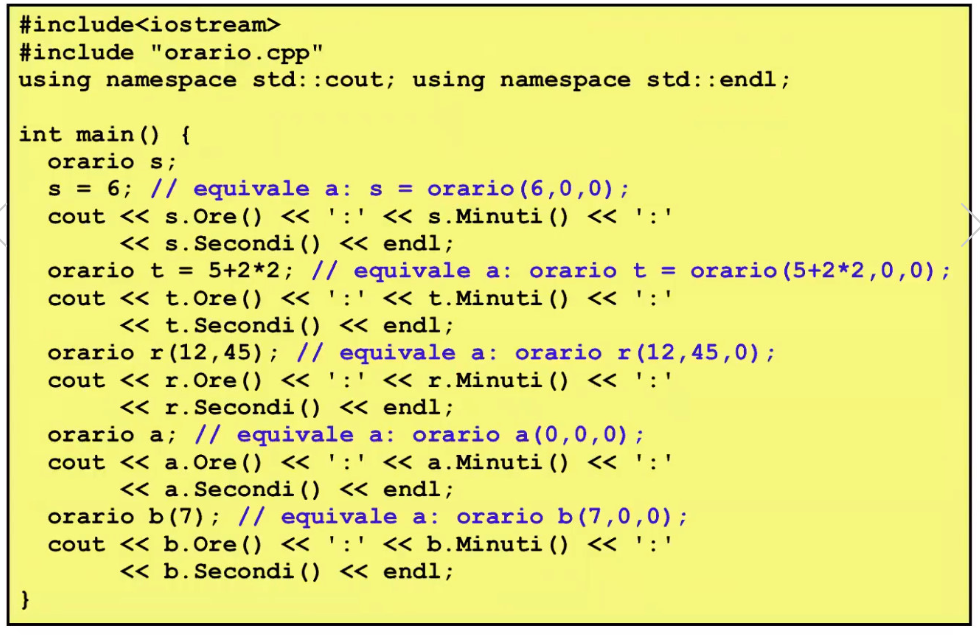 #include<iostream>
#include "orario.cpp"
using namespace std::cout; using namespace std::endl;
int main() {
orario s;
s = 6; // equivale a: s = orario(6,0,0);
cout << s.Ore() << ':' << s.Minuti() << ':'
<< s.Secondi() << endl;
orario t = 5+2*2; // equivale a: orario t = orario(5+2*2,0,0);
cout << t.Ore() << ':' << t.Minuti() << ':'
<< t.Secondi() << endl;
orario r(12,45); // equivale a: orario r(12,45,0);
cout << r.Ore() << ':' << r.Minuti() << ':'
<< r.Secondi() << endl;
orario a; // equivale a: orario a(0,0,0);
cout << a.Ore() << ':' << a.Minuti() << ':'
<< a.Secondi() << endl;
orario b(7); // equivale a: orario b(7,0,0);
cout << b.Ore() << ':' << b.Minuti() << ':'
<< b.Secondi() << endl;
}